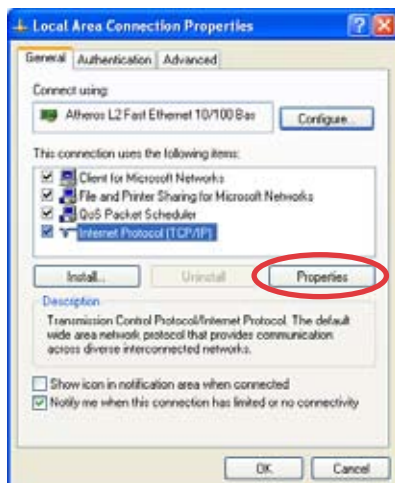 Local Area Connection Properties
General Authentication Advanced
Connect using:
Atheros L2 Fast Ethernet 10/100 Bas
Configure...
This connection uses the following items:
Client for Microsoft Networks
File and Printer Sharing for Microsoft Networks
QoS Packet Scheduler
Internet Protocol (TCP/IP)
Install... Uninstall Properties
Description
Transmission Control Protocol/Internet Protocol. The default
wide area network protocol that provides communication
across diverse interconnected networks.
Show icon in notification area when connected
Notify me when this connection has limited or no connectivity
OK Cancel